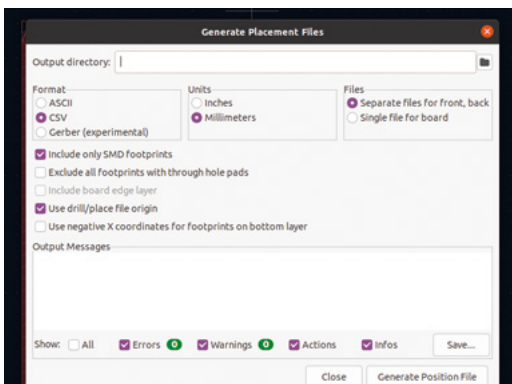 Generate Placement Files
Output directory:
Format
ASCII
CSV
Gerber (experimental)
Units
Inches
Millimeters
Files
Separate files for front, back
Single file for board
Include only SMD footprints
Exclude all footprints with through hole pads
Include board edge layer
Use drill/place file origin
Use negative X coordinates for footprints on bottom layer
Output Messages
Show: All Errors 0 Warnings 0 Actions Infos Save...
Close Generate Position File